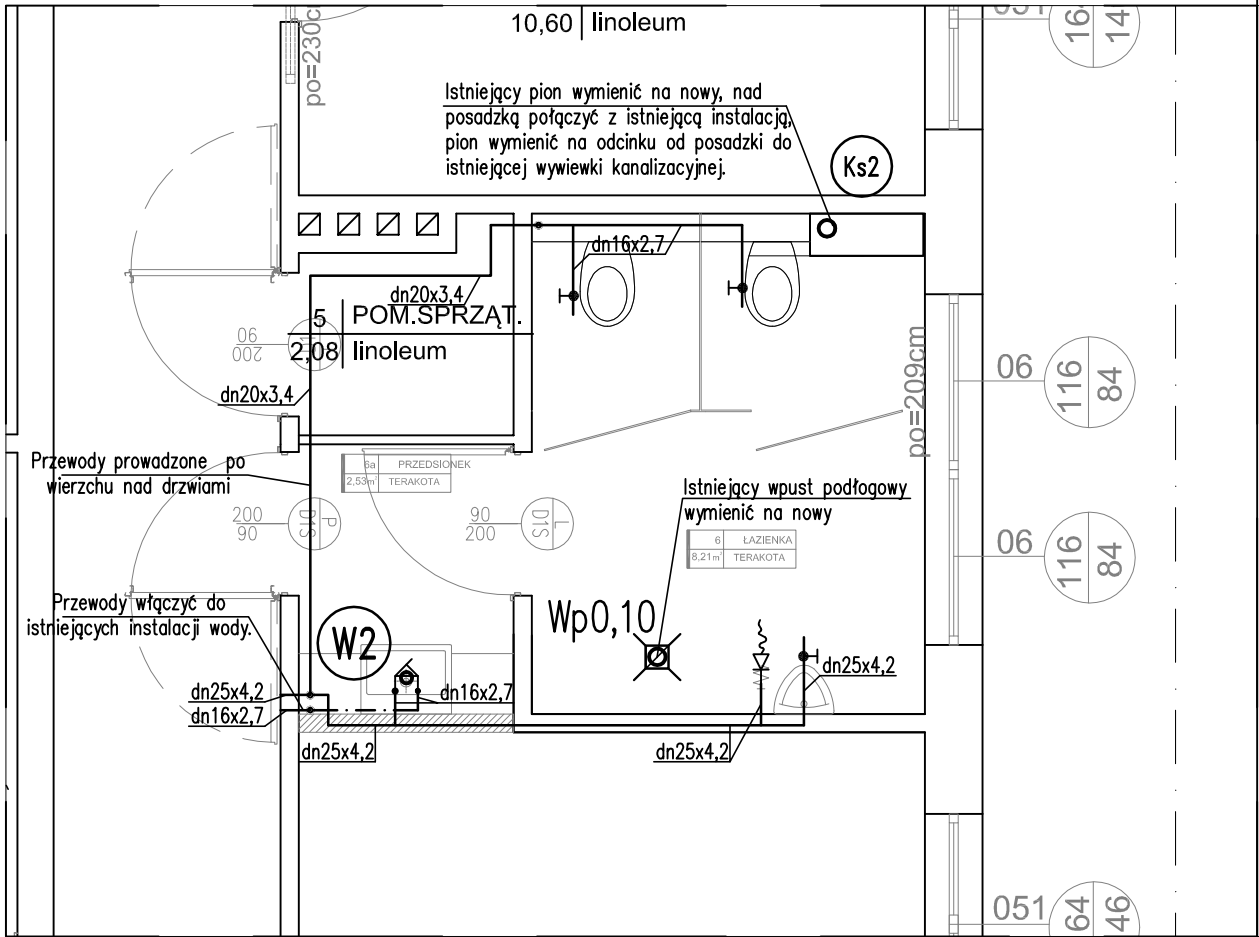 10,60 linoleum
po=230c
16
14
Istniejący pion wymienić na nowy, nad
posadzką połączyć z istniejącą instalacją,
pion wymienić na odcinku od posadzki do
istniejącej wywiewki kanalizacyjnej.
Ks2
dn16x2,7
dn20x3,4
5 POM.SPRZĄT.
2,08 linoleum
90
200
po=209cm
06
116
84
dn20x3,4
Przewody prowadzone po
wierzchu nad drzwiami
6a PRZEDSIONEK
2,53m² TERAKOTA
Istniejący wpust podłogowy
wymienić na nowy
200
90
P
D1S
90
200
L
D1S
6 ŁAZIENKA
8,21m² TERAKOTA
06
116
84
Przewody włączyć do
istniejących instalacji wody.
W2
Wp0,10
dn25x4,2
dn16x2,7
dn16x2,7
dn25x4,2
dn25x4,2
dn25x4,2
051
64
46